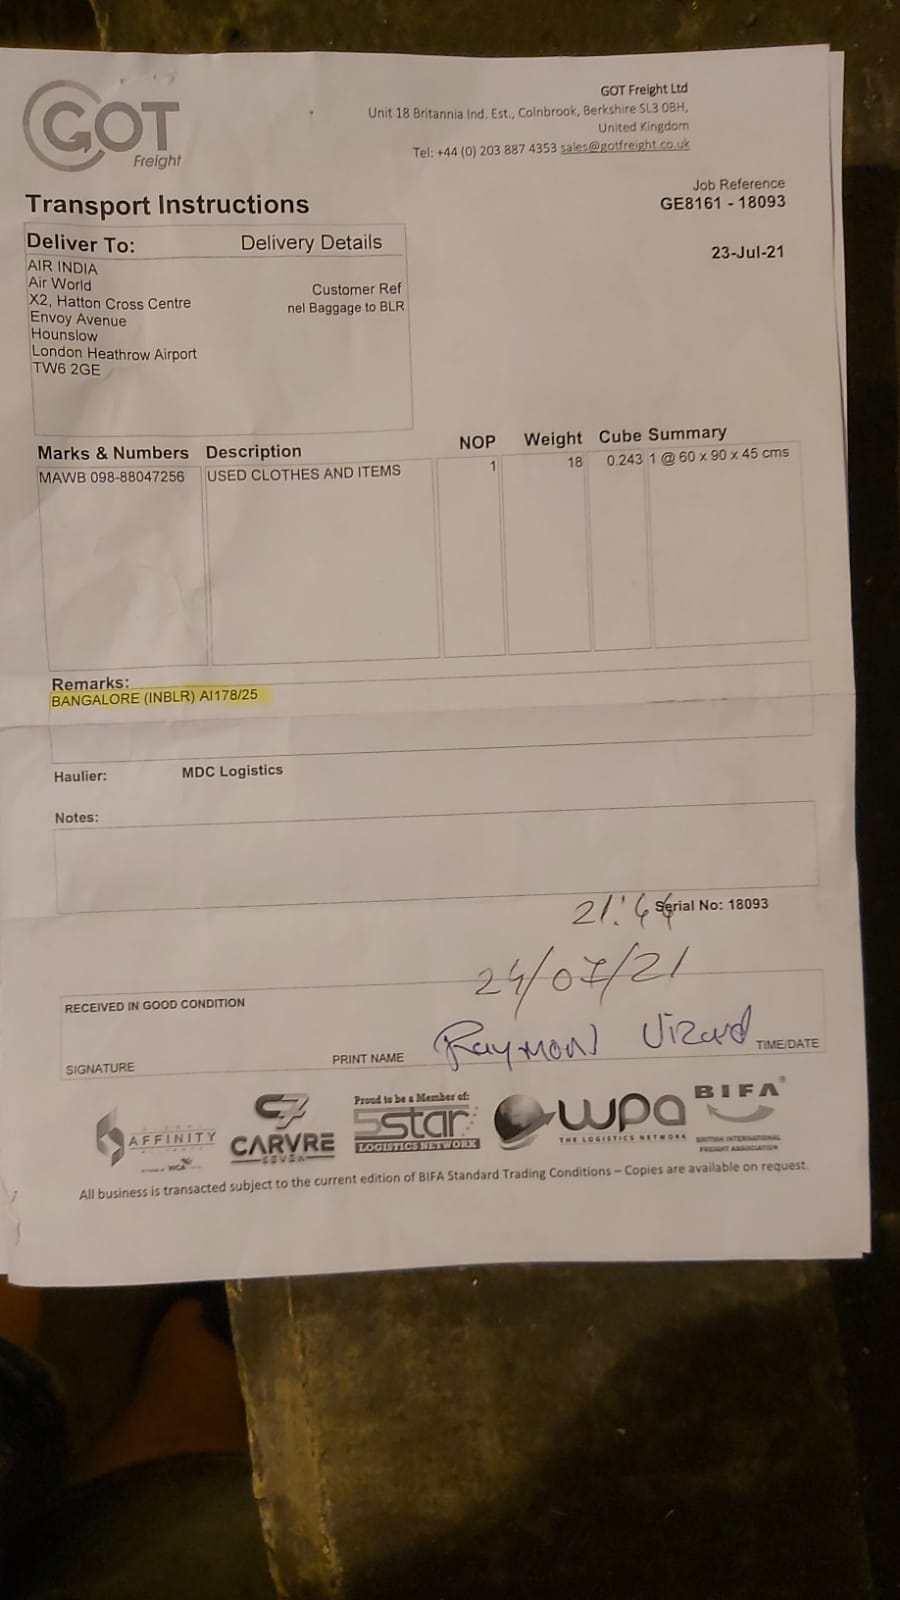 GOT
Freight
GOT Freight Ltd
Unit 18 Britannia Ind. Est., Colnbrook, Berkshire SL3 0BH,
United Kingdom
Tel: +44 (0) 203 887 4353 sales@gotfreight.co.uk
Job Reference
GE8161 - 18093
23-Jul-21
Transport Instructions
Deliver To: Delivery Details
AIR INDIA
Air World
X2, Hatton Cross Centre
Envoy Avenue
Hounslow
London Heathrow Airport
TW6 2GE
Customer Ref
nel Baggage to BLR
Marks & Numbers Description NOP Weight Cube Summary
MAWB 098-88047256 USED CLOTHES AND ITEMS 1 18 0.243 1 @ 60 x 90 x 45 cms
Remarks:
BANGALORE (INBLR) AI178/25
Haulier: MDC Logistics
Notes:
21:44 Serial No: 18093
24/07/21
RECEIVED IN GOOD CONDITION
SIGNATURE PRINT NAME Raymond Vizard TIME/DATE
AFFINITY
WCA
C7
CARVRE
SEVEN
Proud to be a Member of:
5star
LOGISTICS NETWORK
wpa
THE LOGISTICS NETWORK
BIFA
BRITISH INTERNATIONAL
FREIGHT ASSOCIATION
All business is transacted subject to the current edition of BIFA Standard Trading Conditions – Copies are available on request.